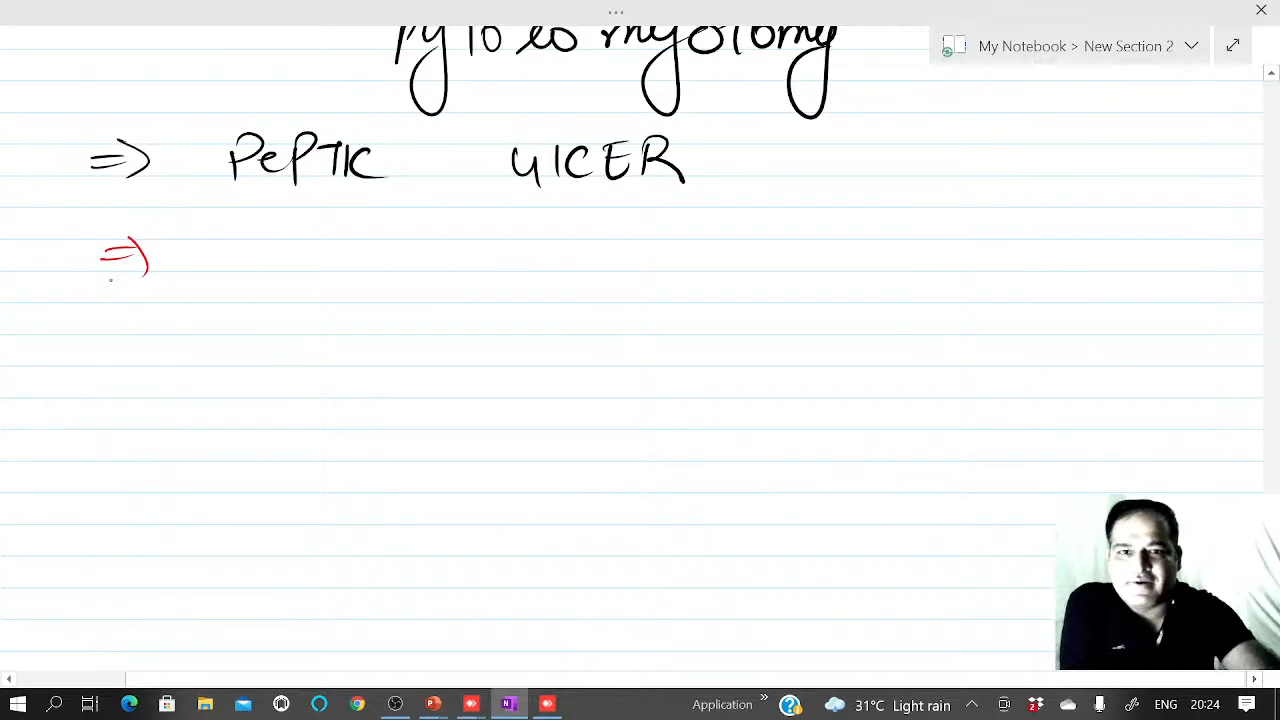 My Notebook > New Section 2
Pyloromyotomy
=> PEPTIC ULCER
=>
Application
31°C Light rain
ENG
20:24